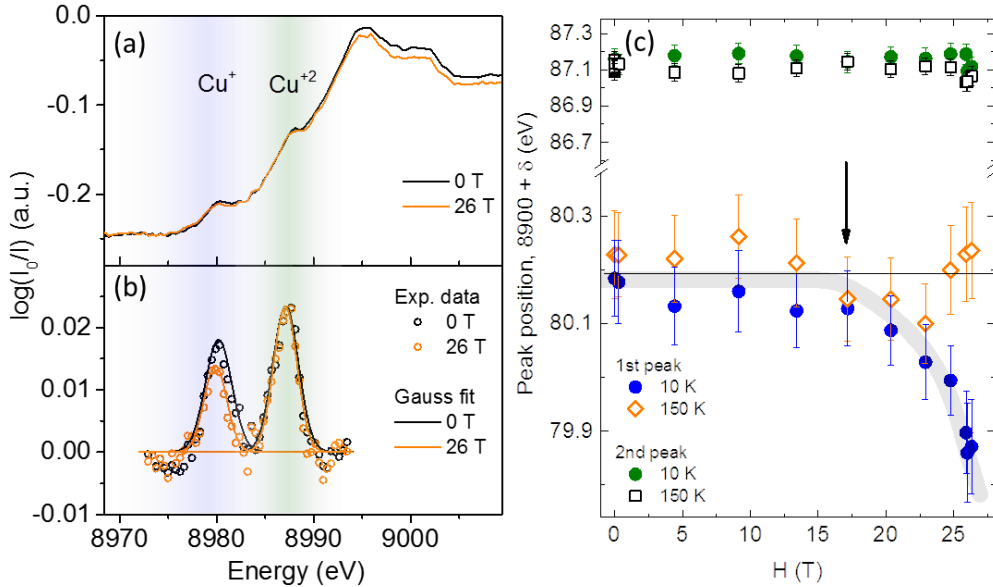 (a)
Cu+
Cu+2
0 T
26 T
0.0
-0.1
-0.2
log(I0/I) (a.u.)
(b)
Exp. data
0 T
26 T
Gauss fit
0 T
26 T
0.02
0.01
0.00
-0.01
8970
8980
8990
9000
Energy (eV)
(c)
87.3
87.1
86.9
86.7
80.3
80.1
79.9
Peak position, 8900 + δ (eV)
1st peak
10 K
150 K
2nd peak
10 K
150 K
0
5
10
15
20
25
H (T)